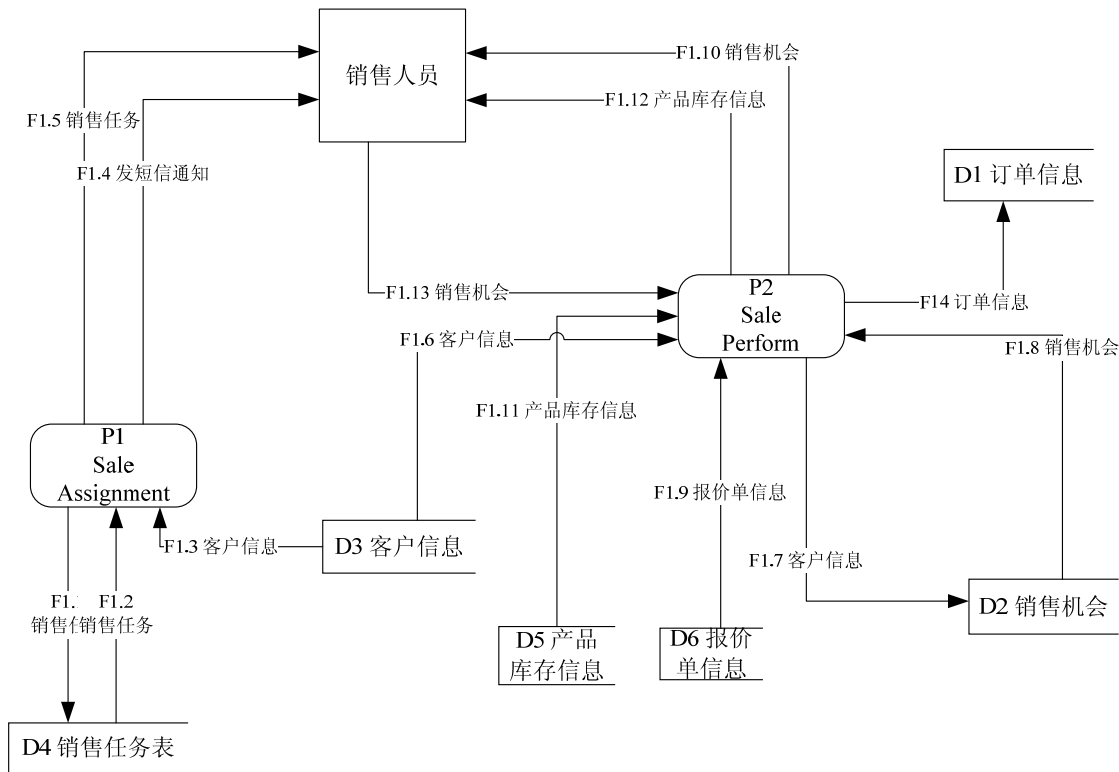 销售人员
F1.10 销售机会
F1.12 产品库存信息
F1.5 销售任务
F1.4 发短信通知
D1 订单信息
P2
Sale
Perform
F1.13 销售机会
F14 订单信息
F1.6 客户信息
F1.8 销售机会
F1.11 产品库存信息
P1
Sale
Assignment
F1.9 报价单信息
F1.3 客户信息
D3 客户信息
F1.7 客户信息
F1.2
销售任务
D2 销售机会
D5 产品
库存信息
D6 报价
单信息
D4 销售任务表